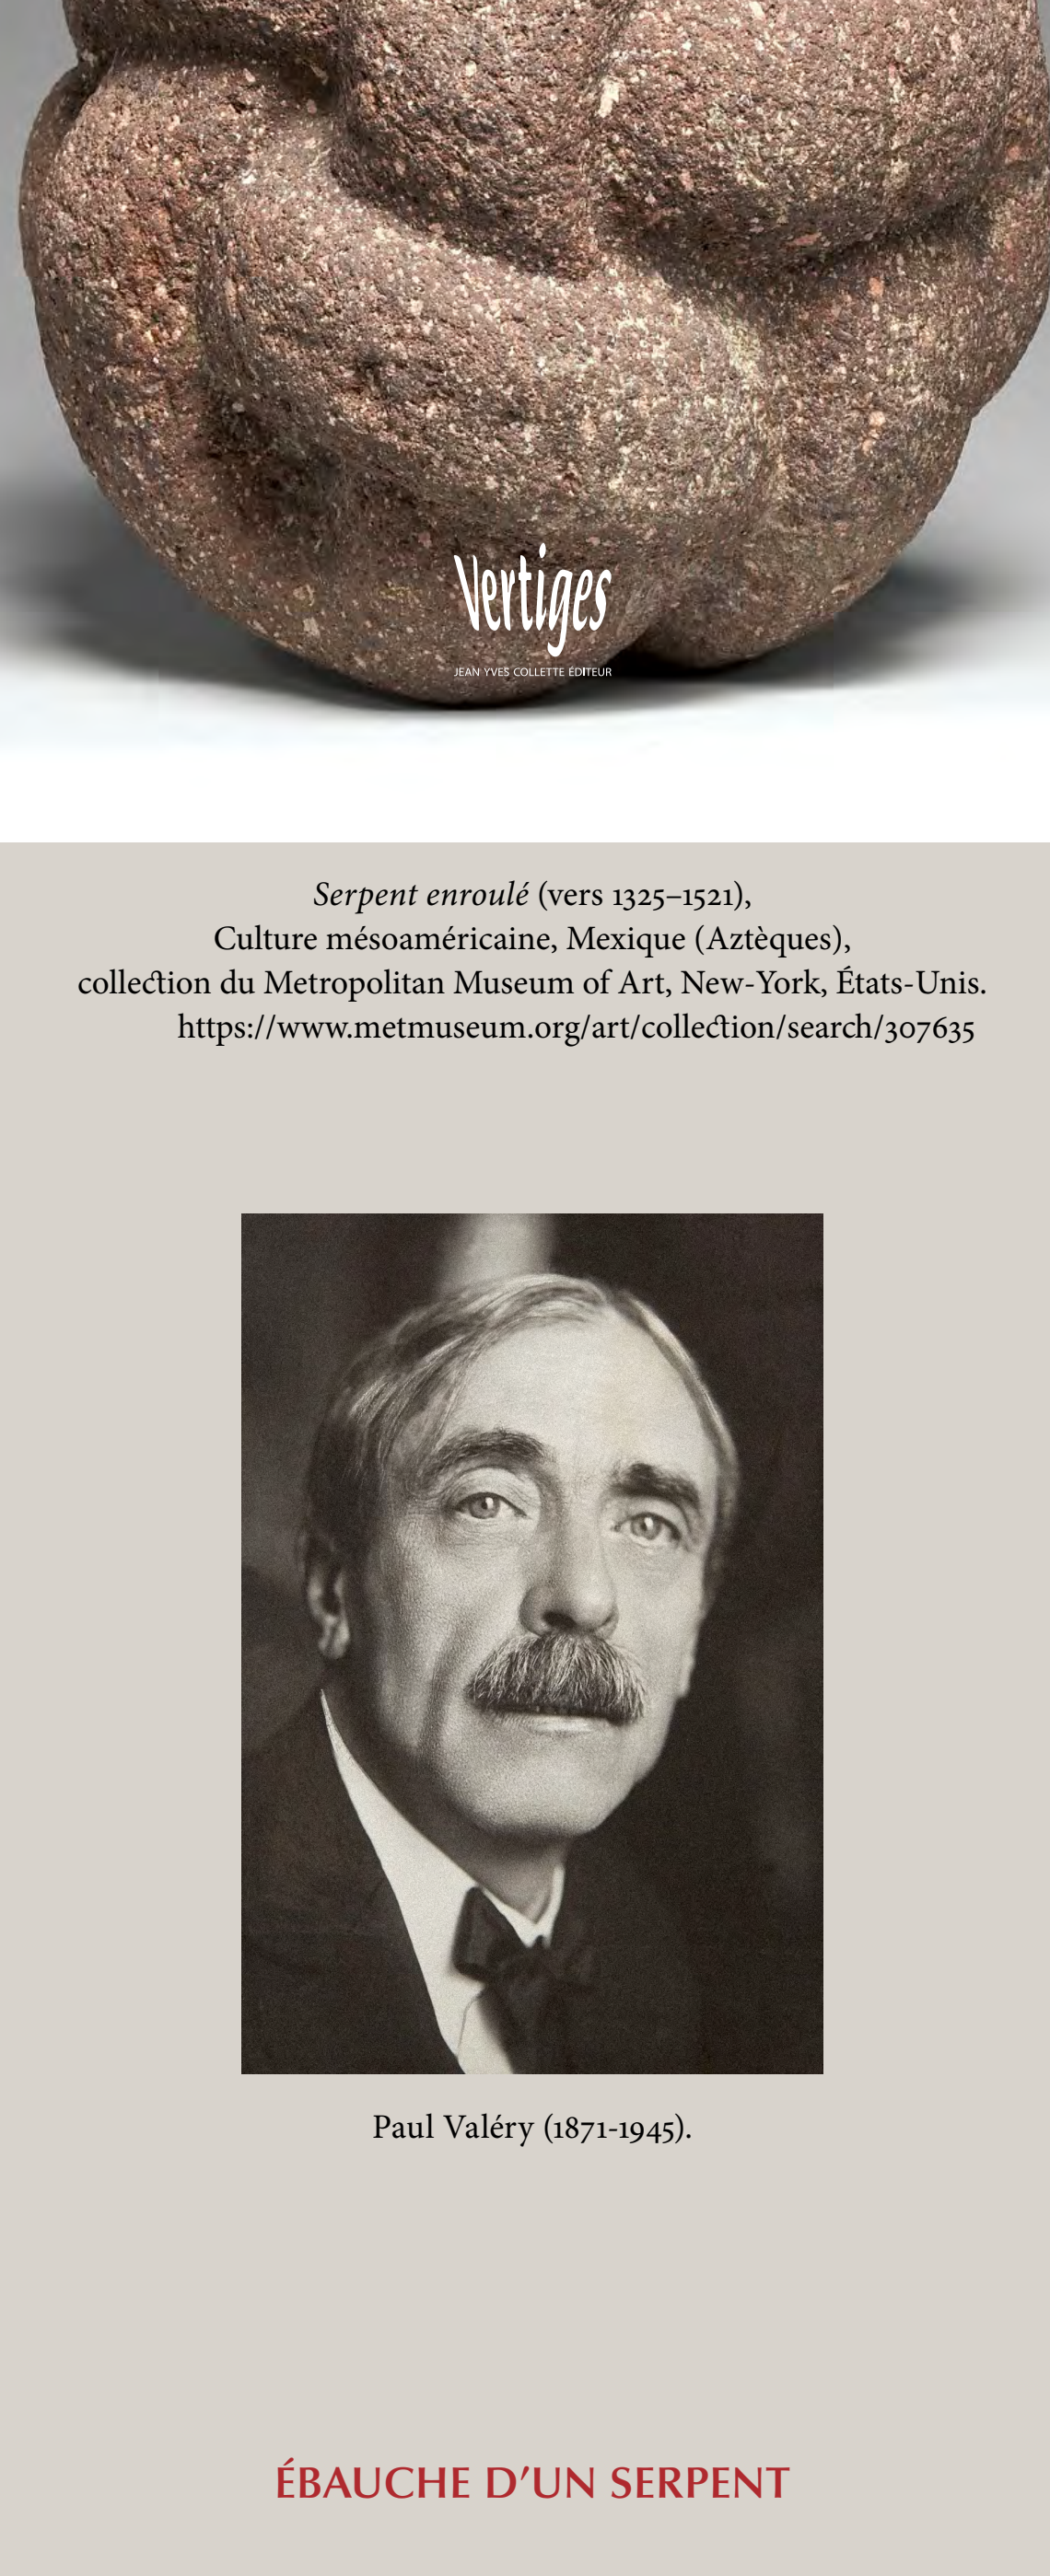 Vertiges
JEAN YVES COLLETTE ÉDITEUR
Serpent enroulé (vers 1325–1521),
Culture mésoaméricaine, Mexique (Aztèques),
collection du Metropolitan Museum of Art, New-York, États-Unis.
https://www.metmuseum.org/art/collection/search/307635
Paul Valéry (1871-1945).
ÉBAUCHE D’UN SERPENT